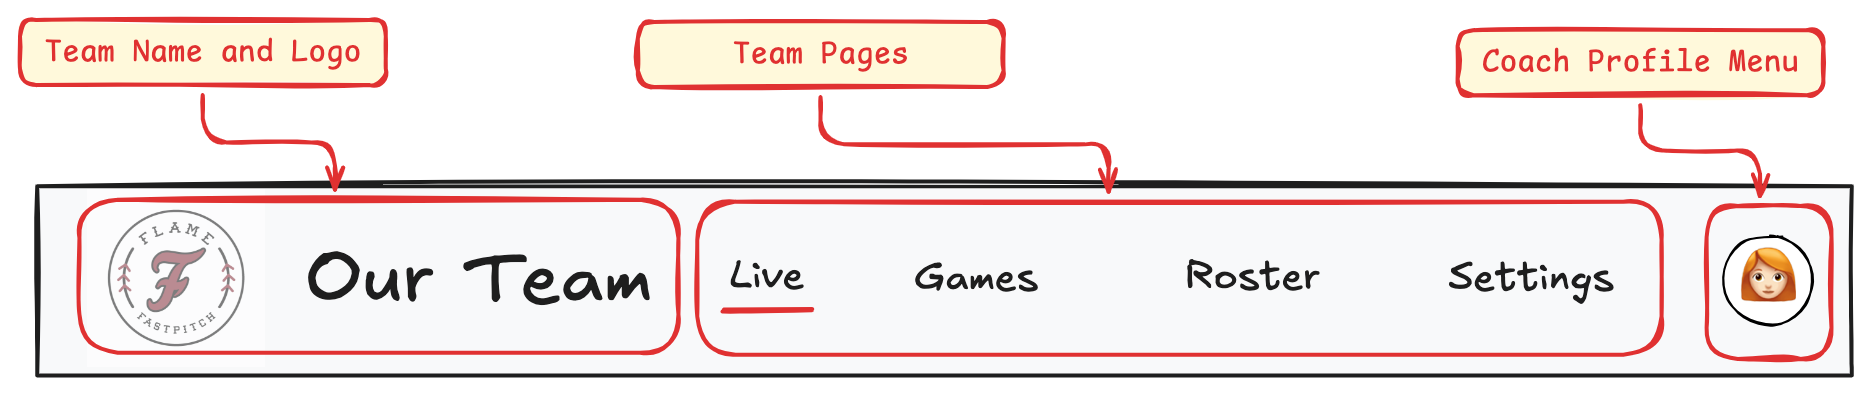 Team Name and Logo
Team Pages
Coach Profile Menu
FLAME
F
FASTPITCH
Our Team
Live
Games
Roster
Settings